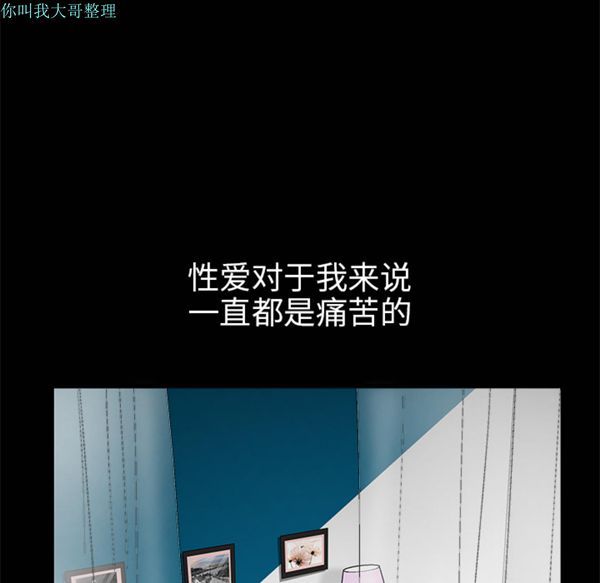 你叫我大哥整理
性爱对于我来说
一直都是痛苦的